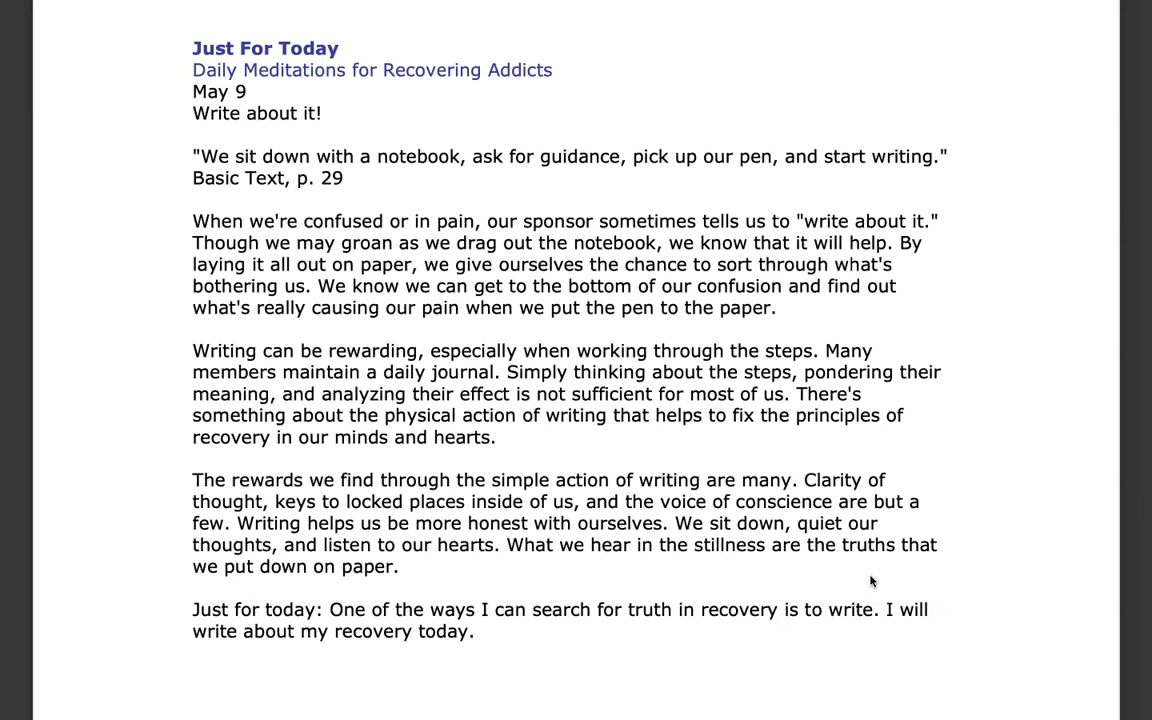 Just For Today
Daily Meditations for Recovering Addicts
May 9
Write about it!
"We sit down with a notebook, ask for guidance, pick up our pen, and start writing."
Basic Text, p. 29
When we're confused or in pain, our sponsor sometimes tells us to "write about it."
Though we may groan as we drag out the notebook, we know that it will help. By
laying it all out on paper, we give ourselves the chance to sort through what's
bothering us. We know we can get to the bottom of our confusion and find out
what's really causing our pain when we put the pen to the paper.
Writing can be rewarding, especially when working through the steps. Many
members maintain a daily journal. Simply thinking about the steps, pondering their
meaning, and analyzing their effect is not sufficient for most of us. There's
something about the physical action of writing that helps to fix the principles of
recovery in our minds and hearts.
The rewards we find through the simple action of writing are many. Clarity of
thought, keys to locked places inside of us, and the voice of conscience are but a
few. Writing helps us be more honest with ourselves. We sit down, quiet our
thoughts, and listen to our hearts. What we hear in the stillness are the truths that
we put down on paper.
Just for today: One of the ways I can search for truth in recovery is to write. I will
write about my recovery today.